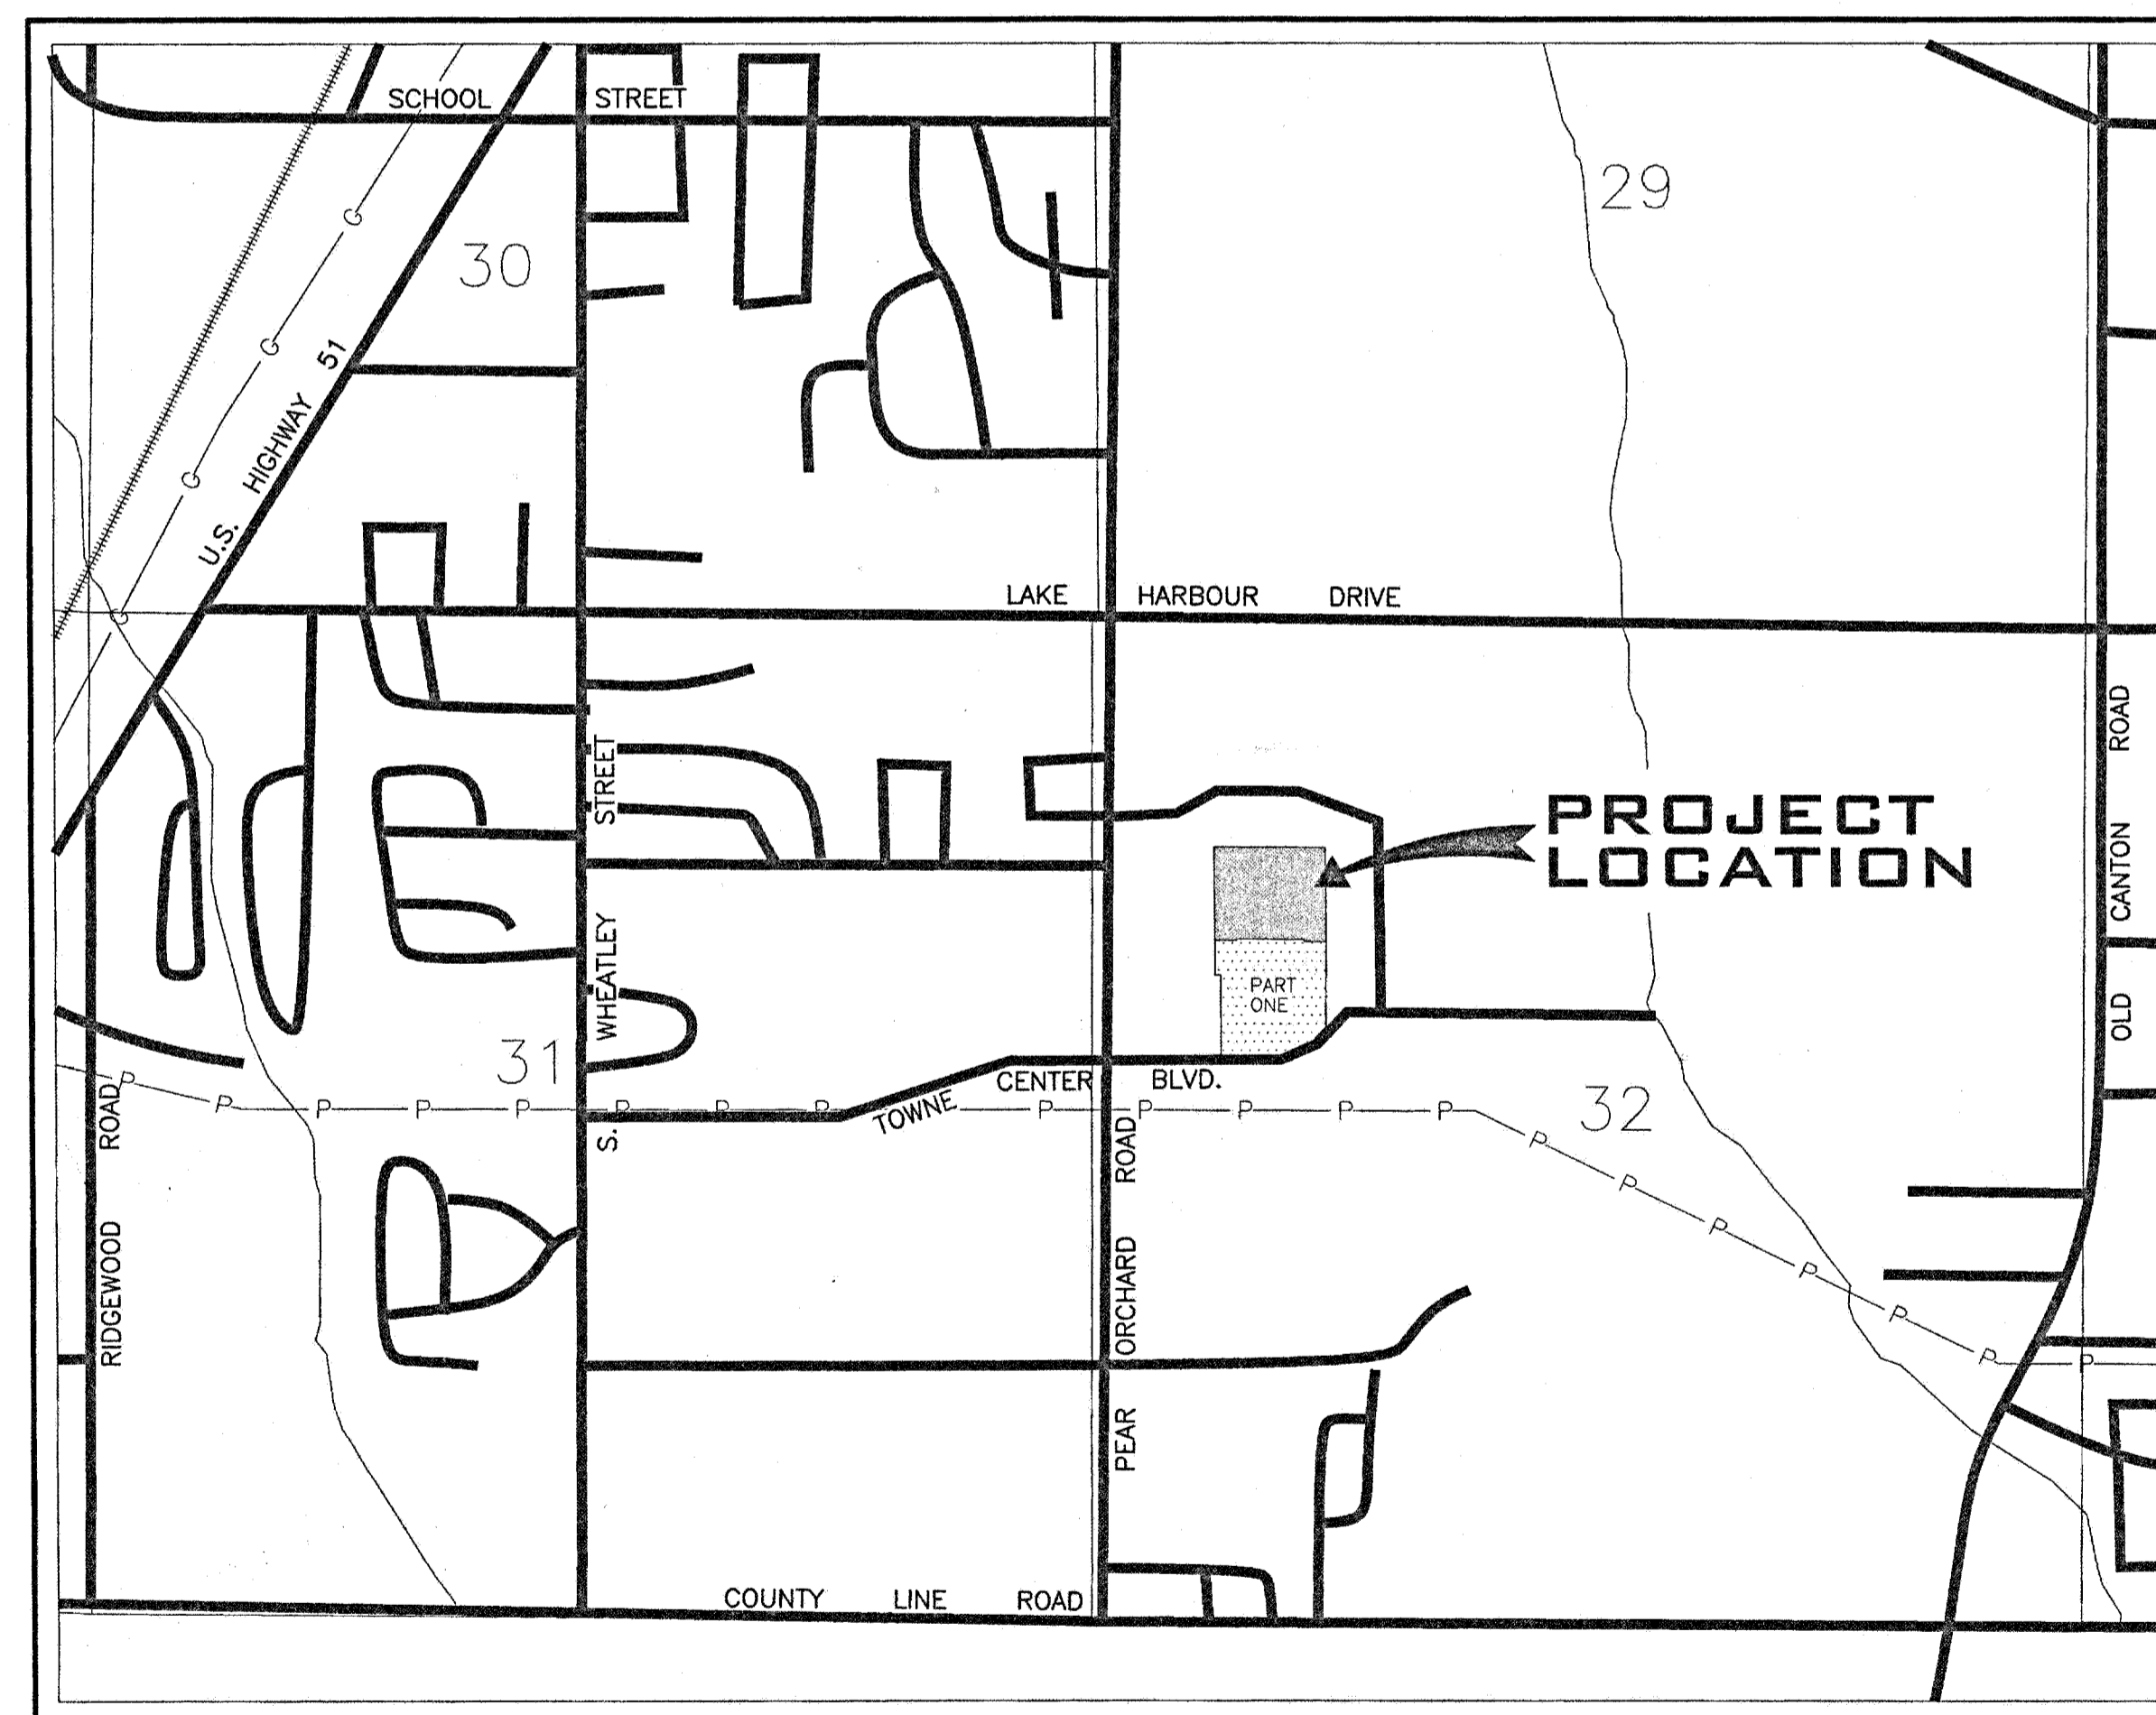 SCHOOL STREET
29
30
U.S. HIGHWAY 51
G
G
G
G
LAKE HARBOUR DRIVE
OLD CANTON ROAD
PROJECT
LOCATION
PART
ONE
S. WHEATLEY STREET
31
TOWNE CENTER BLVD.
32
P P P P P P P P P P P P P P P P P P P P P
RIDGEWOOD ROAD
PEAR ORCHARD ROAD
COUNTY LINE ROAD